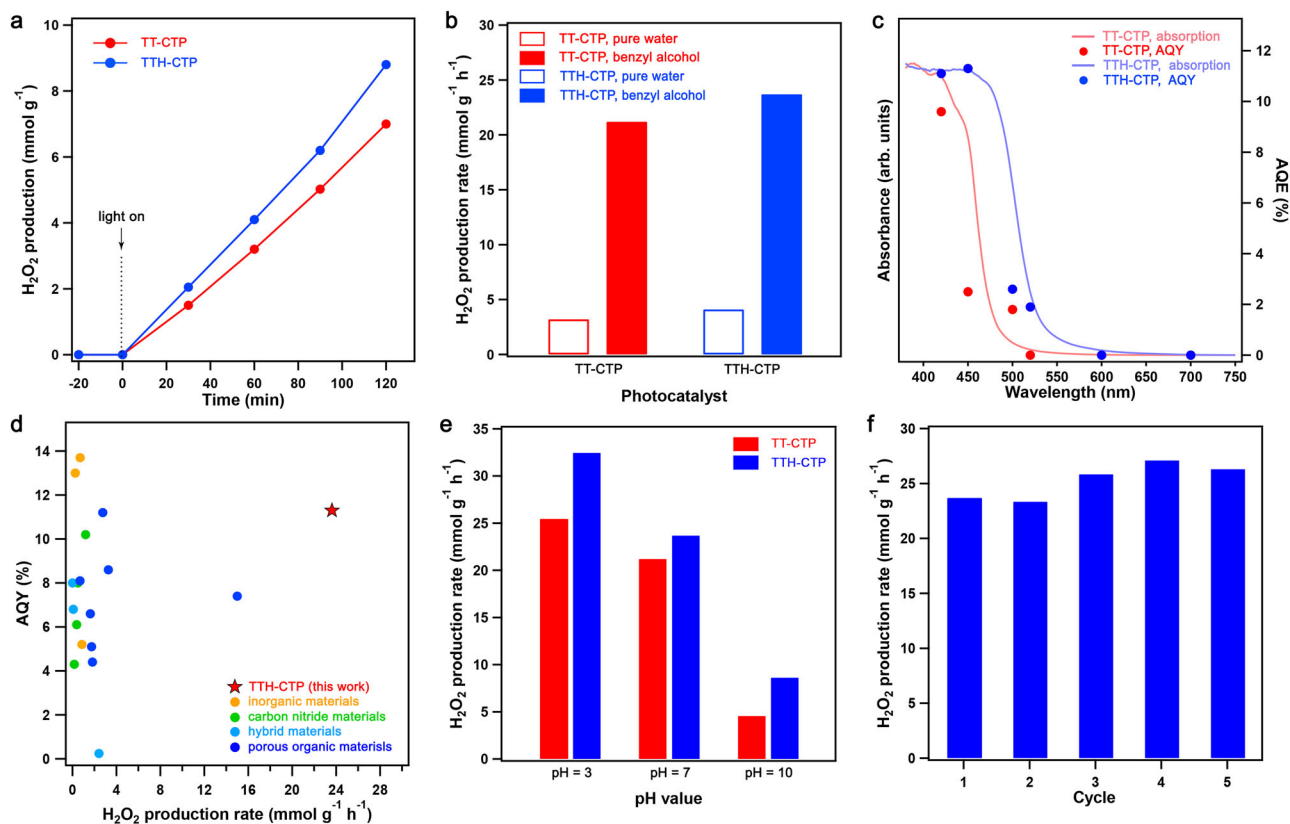 a
TT-CTP
TTH-CTP
light on
H₂O₂ production (mmol g⁻¹)
10
8
6
4
2
0
-20 0 20 40 60 80 100 120
Time (min)
b
TT-CTP, pure water
TT-CTP, benzyl alcohol
TTH-CTP, pure water
TTH-CTP, benzyl alcohol
H₂O₂ production rate (mmol g⁻¹ h⁻¹)
30
25
20
15
10
5
0
TT-CTP TTH-CTP
Photocatalyst
c
TT-CTP, absorption
TT-CTP, AQY
TTH-CTP, absorption
TTH-CTP, AQY
Absorbance (arb. units)
12
10
8
6
4
2
0
AQE (%)
400 450 500 550 600 650 700 750
Wavelength (nm)
d
AQY (%)
14
12
10
8
6
4
2
0
TTH-CTP (this work)
inorganic materials
carbon nitride materials
hybrid materials
porous organic materisls
0 4 8 12 16 20 24 28
H₂O₂ production rate (mmol g⁻¹ h⁻¹)
e
TT-CTP
TTH-CTP
H₂O₂ production rate (mmol g⁻¹ h⁻¹)
35
30
25
20
15
10
5
0
pH = 3 pH = 7 pH = 10
pH value
f
H₂O₂ production rate (mmol g⁻¹ h⁻¹)
30
25
20
15
10
5
0
1 2 3 4 5
Cycle